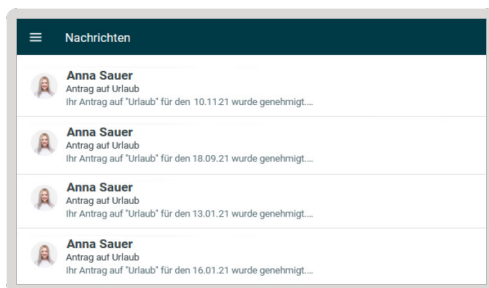 Nachrichten
Anna Sauer
Antrag auf Urlaub
Ihr Antrag auf "Urlaub" für den 10.11.21 wurde genehmigt....
Anna Sauer
Antrag auf Urlaub
Ihr Antrag auf "Urlaub" für den 18.09.21 wurde genehmigt....
Anna Sauer
Antrag auf Urlaub
Ihr Antrag auf "Urlaub" für den 13.01.21 wurde genehmigt....
Anna Sauer
Antrag auf Urlaub
Ihr Antrag auf "Urlaub" für den 16.01.21 wurde genehmigt....